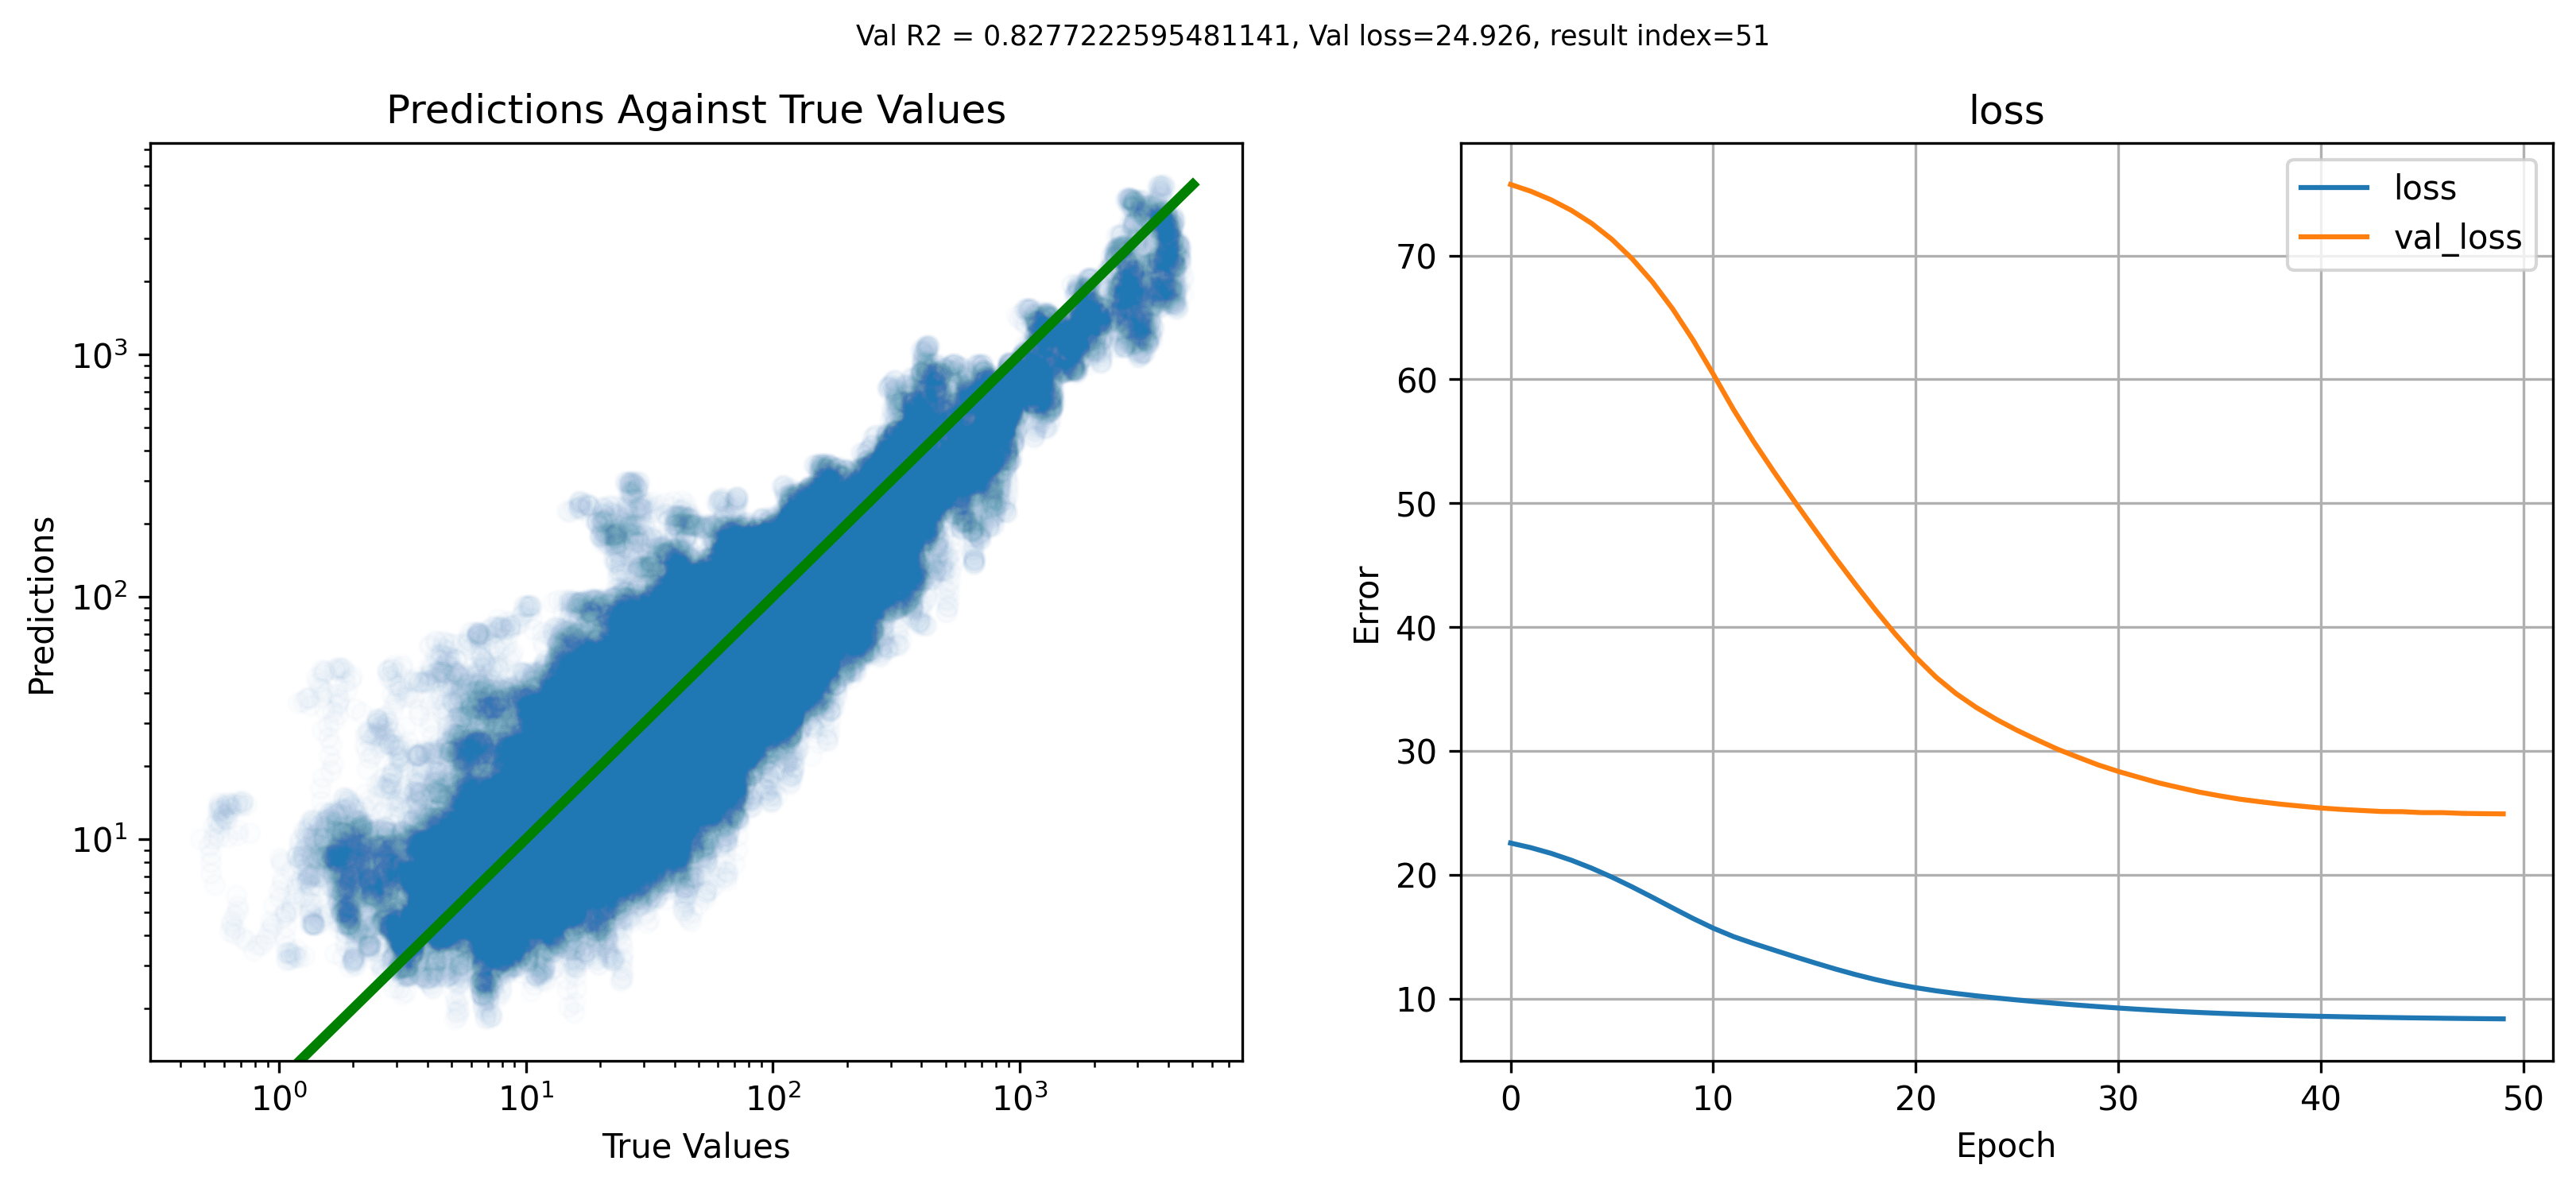 Val R2 = 0.8277222595481141, Val loss=24.926, result index=51
Predictions Against True Values
Predictions
10³
10²
10¹
10⁰ 10¹ 10² 10³
True Values
loss
loss
val_loss
Error
70
60
50
40
30
20
10
0 10 20 30 40 50
Epoch